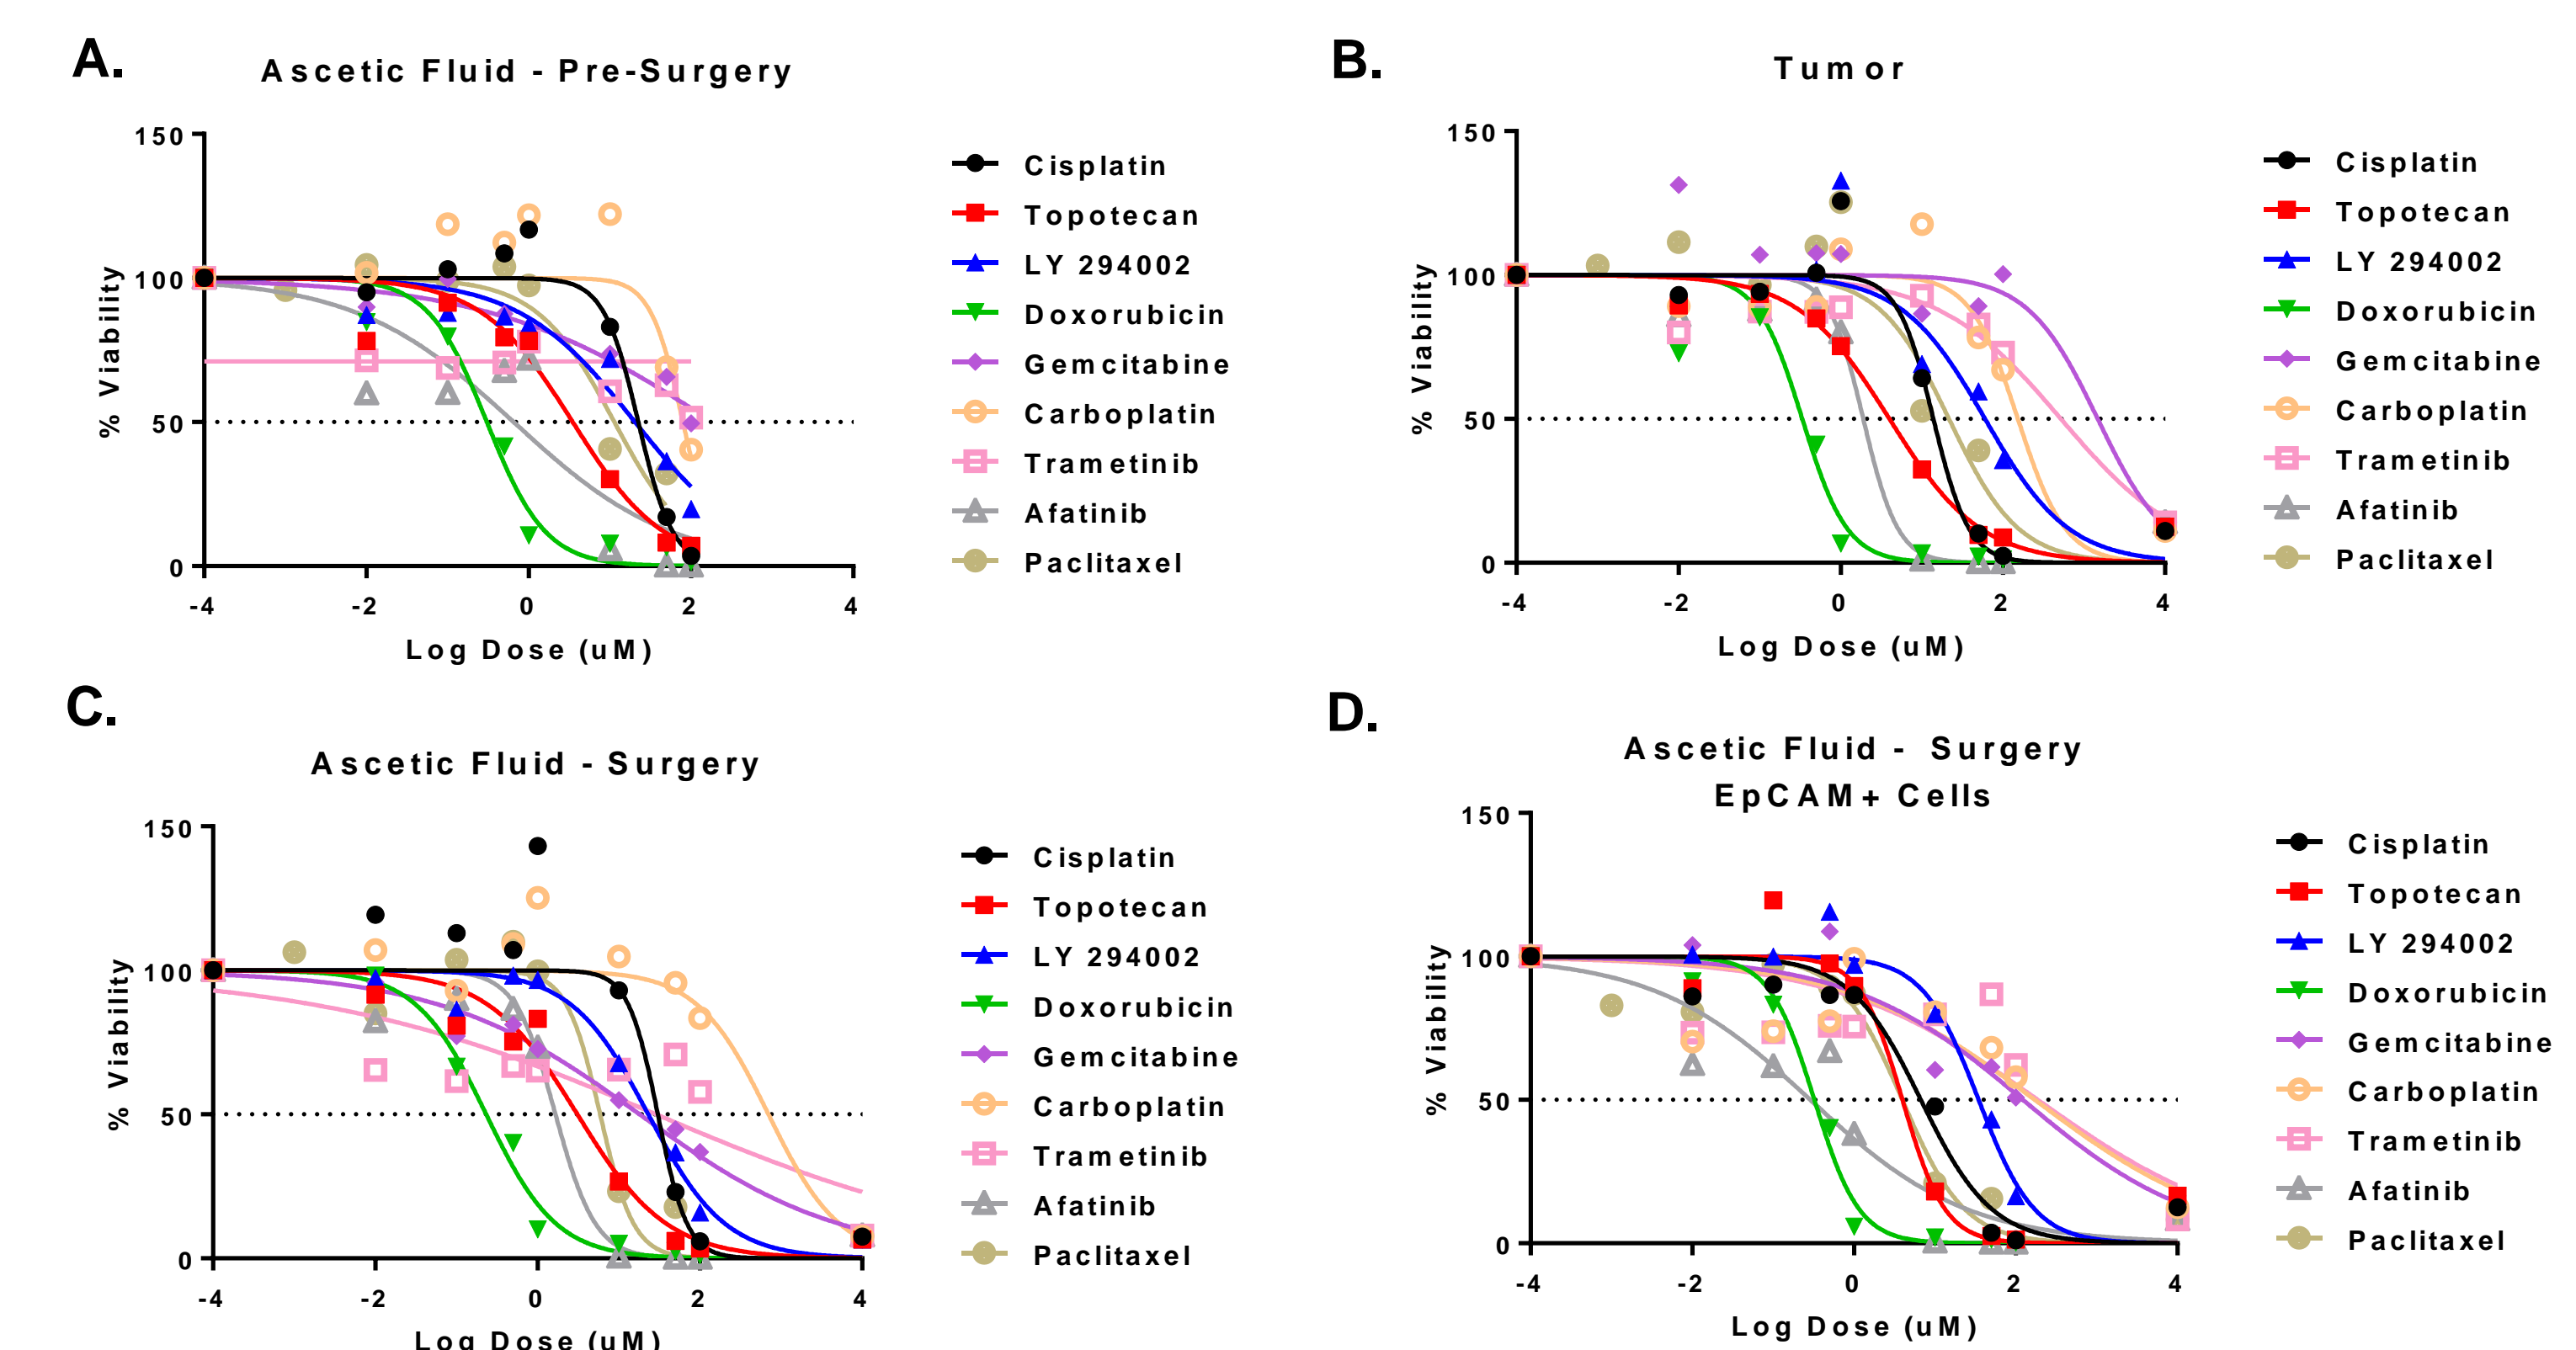 A.
Ascetic Fluid - Pre-Surgery
150
100
50
0
% Viability
-4
-2
0
2
4
Log Dose (uM)
Cisplatin
Topotecan
LY 294002
Doxorubicin
Gemcitabine
Carboplatin
Trametinib
Afatinib
Paclitaxel
B.
Tumor
150
100
50
0
% Viability
-4
-2
0
2
4
Log Dose (uM)
Cisplatin
Topotecan
LY 294002
Doxorubicin
Gemcitabine
Carboplatin
Trametinib
Afatinib
Paclitaxel
C.
Ascetic Fluid - Surgery
150
100
50
0
% Viability
-4
-2
0
2
4
Log Dose (uM)
Cisplatin
Topotecan
LY 294002
Doxorubicin
Gemcitabine
Carboplatin
Trametinib
Afatinib
Paclitaxel
D.
Ascetic Fluid - Surgery
EpCAM+ Cells
150
100
50
0
% Viability
-4
-2
0
2
4
Log Dose (uM)
Cisplatin
Topotecan
LY 294002
Doxorubicin
Gemcitabine
Carboplatin
Trametinib
Afatinib
Paclitaxel